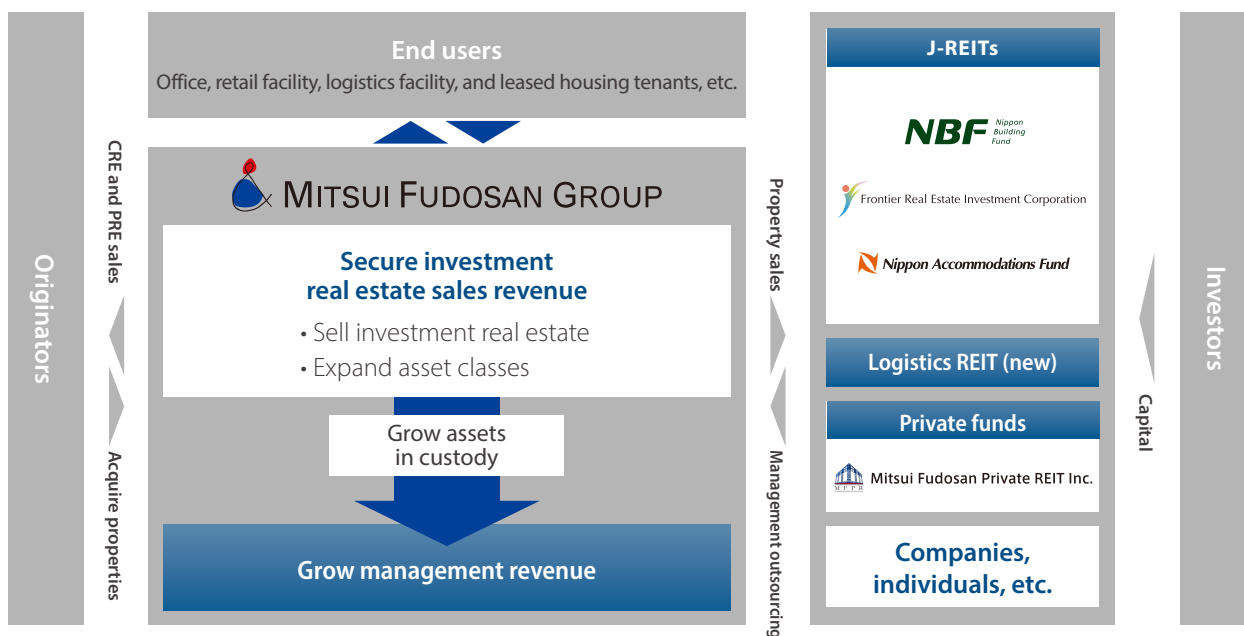 Originators
CRE and PRE sales
Acquire properties
End users
Office, retail facility, logistics facility, and leased housing tenants, etc.
MITSUI FUDOSAN GROUP
Secure investment
real estate sales revenue
• Sell investment real estate
• Expand asset classes
Grow assets
in custody
Grow management revenue
Property sales
Management outsourcing
J-REITs
NBF Nippon
Building
Fund
Frontier Real Estate Investment Corporation
Nippon Accommodations Fund
Logistics REIT (new)
Private funds
MFPR Mitsui Fudosan Private REIT Inc.
Companies,
individuals, etc.
Capital
Investors